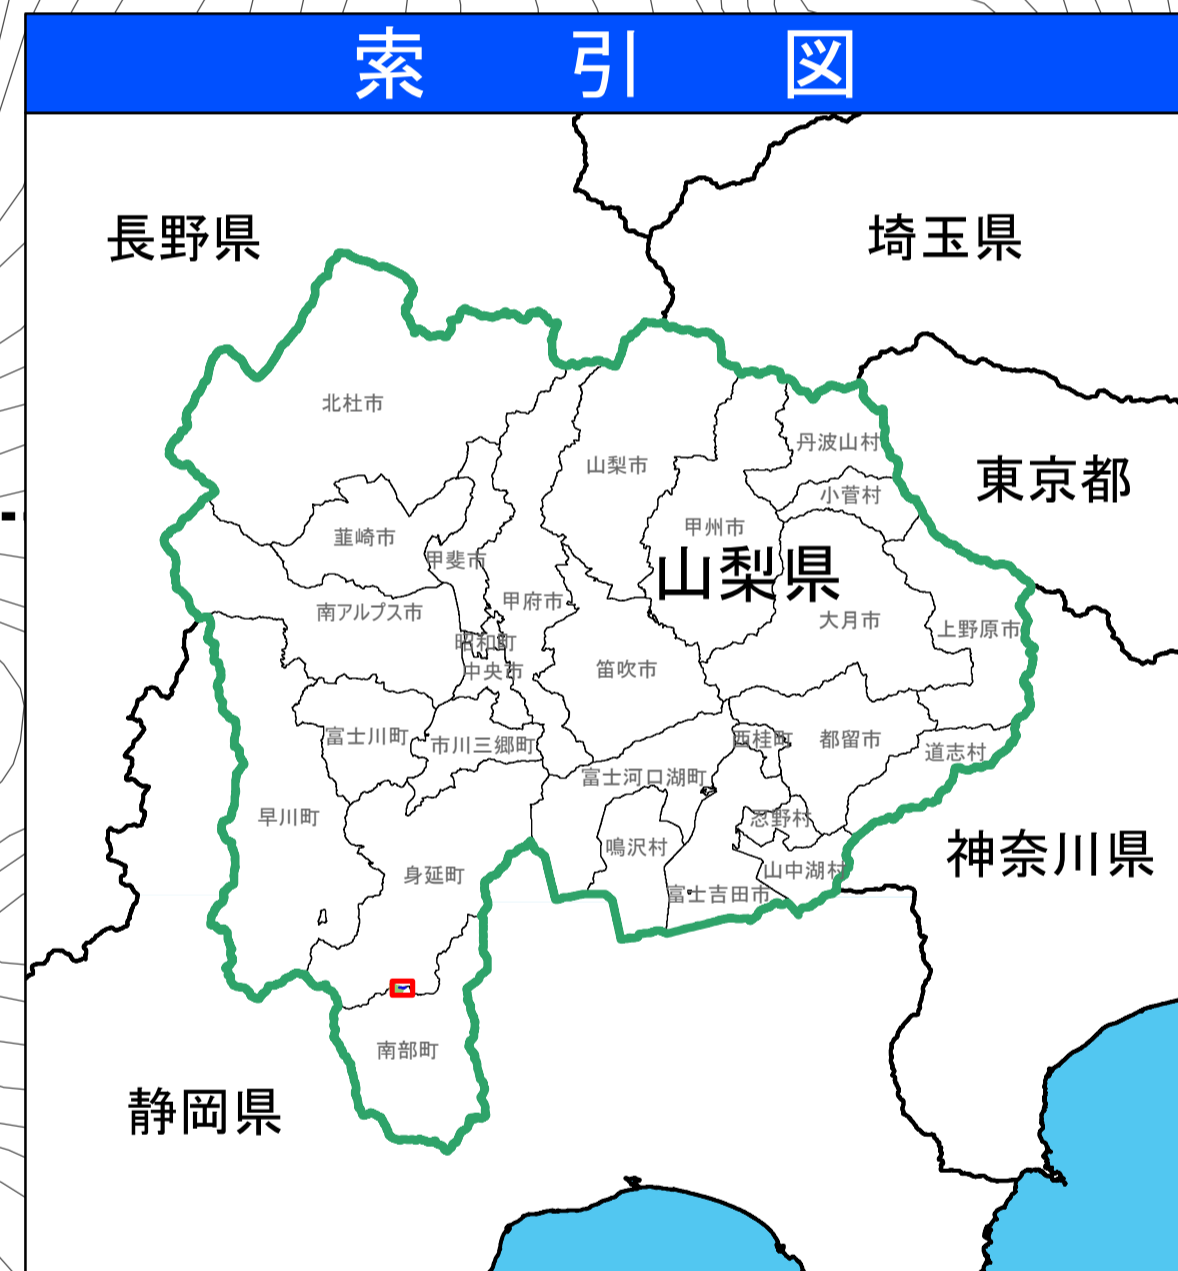 索引図
長野県
埼玉県
北杜市
丹波山村
山梨市
東京都
小菅村
甲州市
韮崎市
甲斐市
山梨県
甲府市
南アルプス市
大月市
上野原市
昭和町
中央市
笛吹市
富士川町
市川三郷町
西桂町
都留市
道志村
富士河口湖町
早川町
忍野村
鳴沢村
神奈川県
身延町
山中湖村
富士吉田市
南部町
静岡県